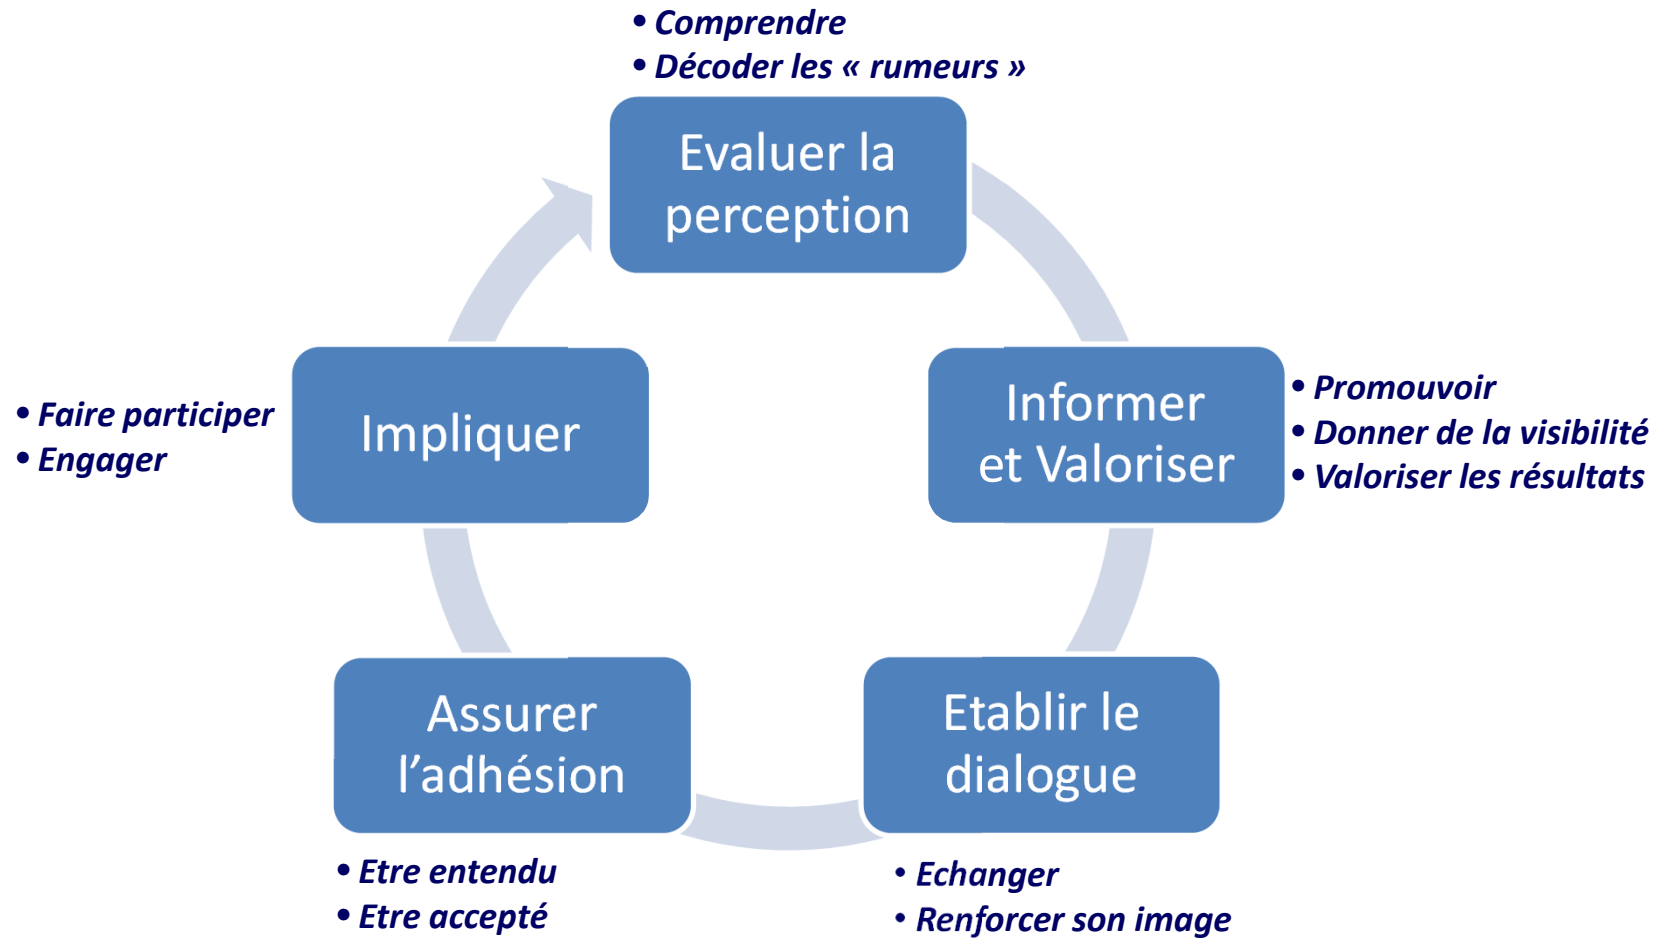 • Comprendre
• Décoder les « rumeurs »
Evaluer la
perception
Informer
et Valoriser
• Promouvoir
• Donner de la visibilité
• Valoriser les résultats
Etablir le
dialogue
• Echanger
• Renforcer son image
Assurer
l’adhésion
• Etre entendu
• Etre accepté
Impliquer
• Faire participer
• Engager